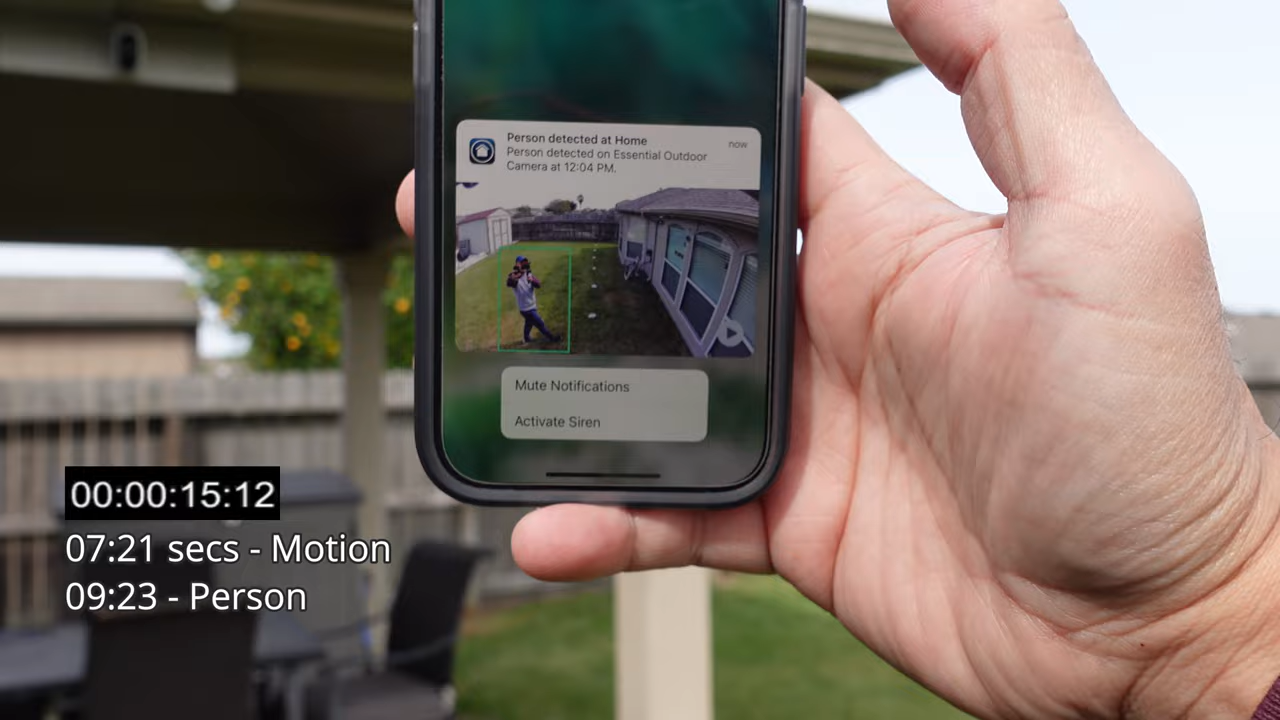 Person detected at Home
now
Person detected on Essential Outdoor
Camera at 12:04 PM.
Mute Notifications
Activate Siren
00:00:15:12
07:21 secs - Motion
09:23 - Person